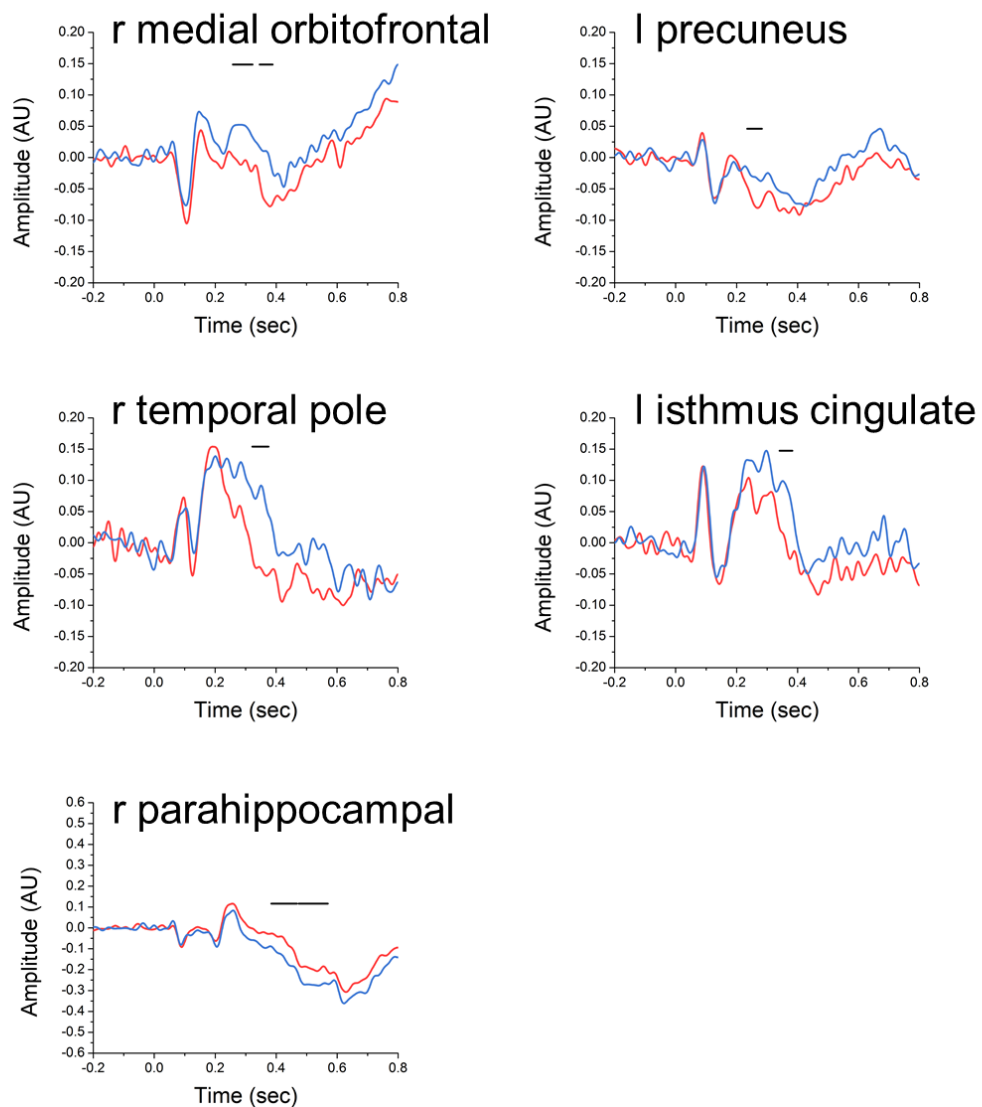 r medial orbitofrontal
0.20
0.15
0.10
0.05
0.00
-0.05
-0.10
-0.15
-0.20
Amplitude (AU)
-0.2 0.0 0.2 0.4 0.6 0.8
Time (sec)
l precuneus
0.20
0.15
0.10
0.05
0.00
-0.05
-0.10
-0.15
-0.20
Amplitude (AU)
-0.2 0.0 0.2 0.4 0.6 0.8
Time (sec)
r temporal pole
0.20
0.15
0.10
0.05
0.00
-0.05
-0.10
-0.15
-0.20
Amplitude (AU)
-0.2 0.0 0.2 0.4 0.6 0.8
Time (sec)
l isthmus cingulate
0.20
0.15
0.10
0.05
0.00
-0.05
-0.10
-0.15
-0.20
Amplitude (AU)
-0.2 0.0 0.2 0.4 0.6 0.8
Time (sec)
r parahippocampal
0.6
0.5
0.4
0.3
0.2
0.1
0.0
-0.1
-0.2
-0.3
-0.4
-0.5
-0.6
Amplitude (AU)
-0.2 0.0 0.2 0.4 0.6 0.8
Time (sec)